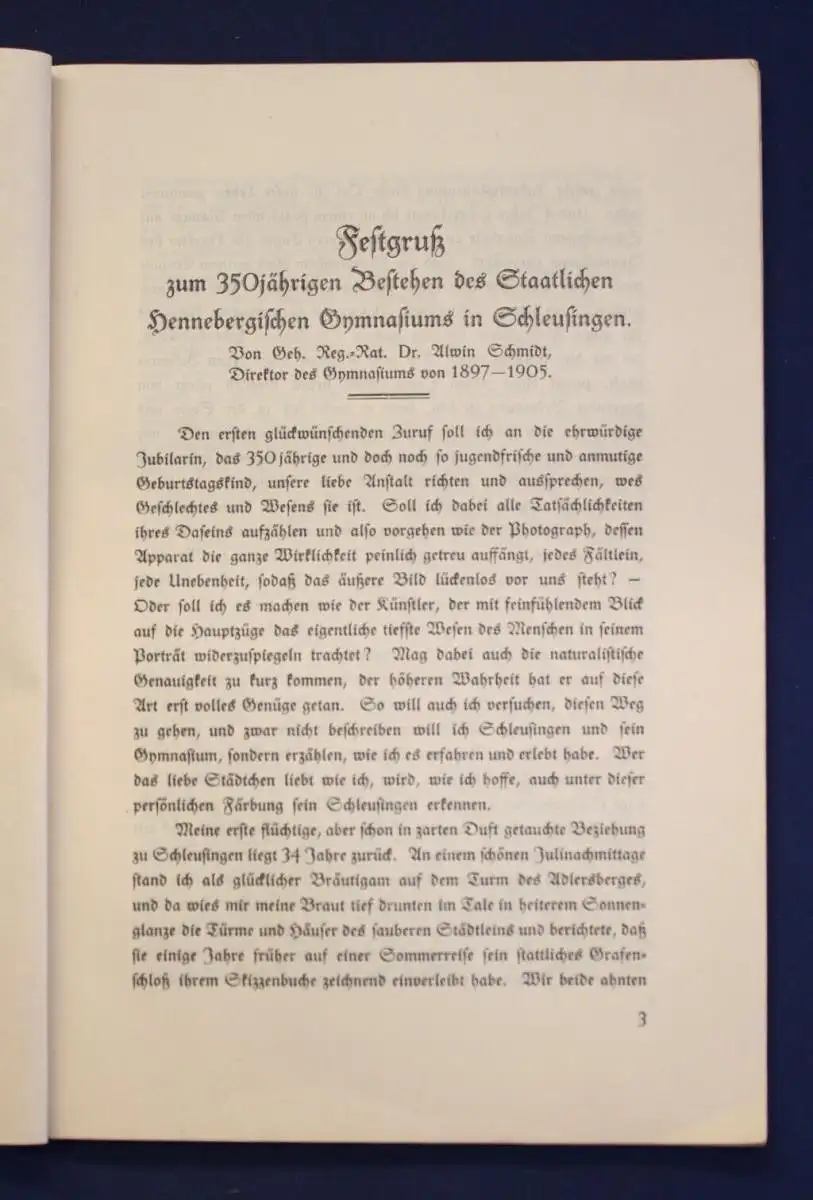 Festgruß
zum 350jährigen Bestehen des Staatlichen
Hennebergischen Gymnasiums in Schleusingen.
Von Geh. Reg.-Rat. Dr. Alwin Schmidt,
Direktor des Gymnasiums von 1897—1905.
Den ersten glückwünschenden Zuruf soll ich an die ehrwürdige
Jubilarin, das 350jährige und doch noch so jugendfrische und anmutige
Geburtstagskind, unsere liebe Anstalt richten und aussprechen, wes
Geschlechtes und Wesens sie ist. Soll ich dabei alle Tatsächlichkeiten
ihres Daseins aufzählen und also vorgehen wie der Photograph, dessen
Apparat die ganze Wirklichkeit peinlich getreu auffängt, jedes Fältlein,
jede Unebenheit, sodaß das äußere Bild lückenlos vor uns steht? —
Oder soll ich es machen wie der Künstler, der mit feinfühlendem Blick
auf die Hauptzüge das eigentliche tiefste Wesen des Menschen in seinem
Porträt widerzuspiegeln trachtet? Mag dabei auch die naturalistische
Genauigkeit zu kurz kommen, der höheren Wahrheit hat er auf diese
Art erst volles Genüge getan. So will auch ich versuchen, diesen Weg
zu gehen, und zwar nicht beschreiben will ich Schleusingen und sein
Gymnasium, sondern erzählen, wie ich es erfahren und erlebt habe. Wer
das liebe Städtchen liebt wie ich, wird, wie ich hoffe, auch unter dieser
persönlichen Färbung sein Schleusingen erkennen.
Meine erste flüchtige, aber schon in zarten Duft getauchte Beziehung
zu Schleusingen liegt 34 Jahre zurück. An einem schönen Julinachmittage
stand ich als glücklicher Bräutigam auf dem Turm des Adlersberges,
und da wies mir meine Braut tief drunten im Tale in heiterem Sonnen-
glanze die Türme und Häuser des sauberen Städtleins und berichtete, daß
sie einige Jahre früher auf einer Sommerreise sein stattliches Grafen-
schloß ihrem Skizzenbuche zeichnend einverleibt habe. Wir beide ahnten
3